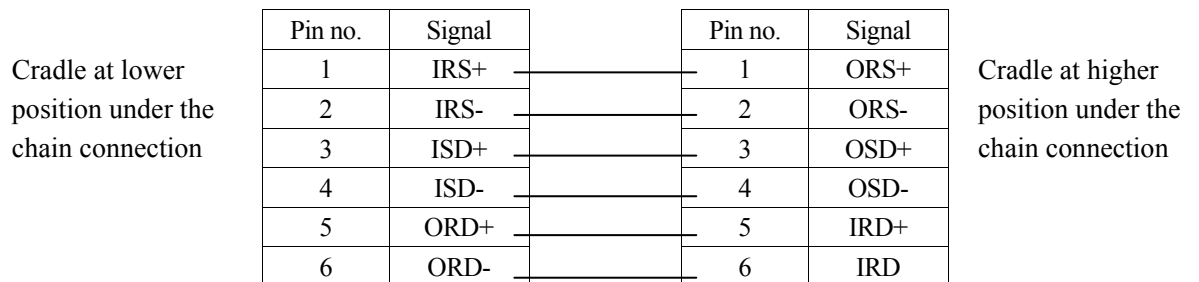 Pin no. Signal Pin no. Signal
Cradle at lower 1 IRS+ 1 ORS+ Cradle at higher
position under the 2 IRS- 2 ORS- position under the
chain connection 3 ISD+ 3 OSD+ chain connection
4 ISD- 4 OSD-
5 ORD+ 5 IRD+
6 ORD- 6 IRD